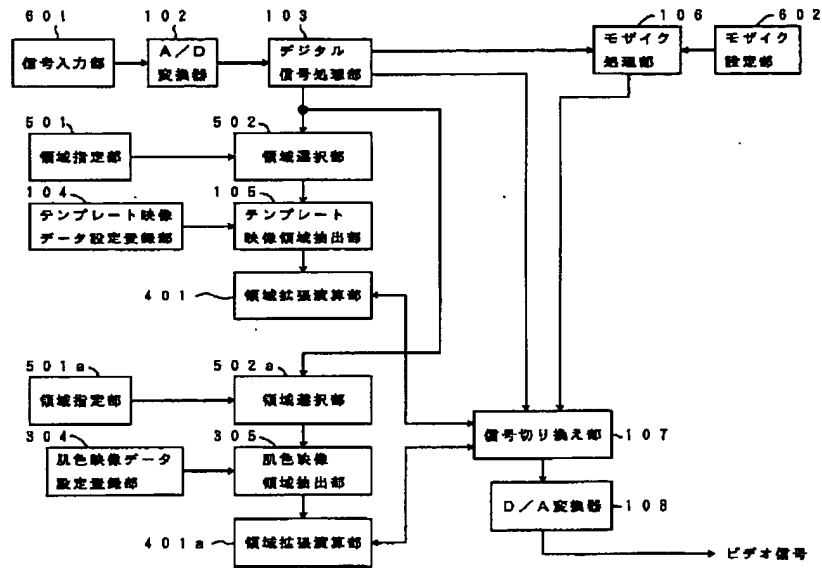 ６０１
信号入力部
１０２
Ａ／Ｄ
変換器
１０３
デジタル
信号処理部
１０６
モザイク
処理部
６０２
モザイク
設定部
５０１
領域指定部
５０２
領域選択部
１０４
テンプレート映像
データ設定登録部
１０５
テンプレート
映像領域抽出部
４０１
領域拡張演算部
５０１ａ
領域指定部
５０２ａ
領域選択部
３０４
肌色映像データ
設定登録部
３０５
肌色映像
領域抽出部
４０１ａ
領域拡張演算部
信号切り換え部
１０７
Ｄ／Ａ変換器
１０８
ビデオ信号